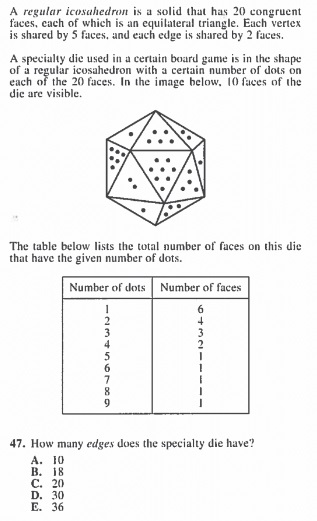 A regular icosahedron is a solid that has 20 congruent
faces, each of which is an equilateral triangle. Each vertex
is shared by 5 faces, and each edge is shared by 2 faces.
A specialty die used in a certain board game is in the shape
of a regular icosahedron with a certain number of dots on
each of the 20 faces. In the image below, 10 faces of the
die are visible.
The table below lists the total number of faces on this die
that have the given number of dots.
Number of dots Number of faces
1 6
2 4
3 3
4 2
5 1
6 1
7 1
8 1
9 1
47. How many edges does the specialty die have?
A. 10
B. 18
C. 20
D. 30
E. 36